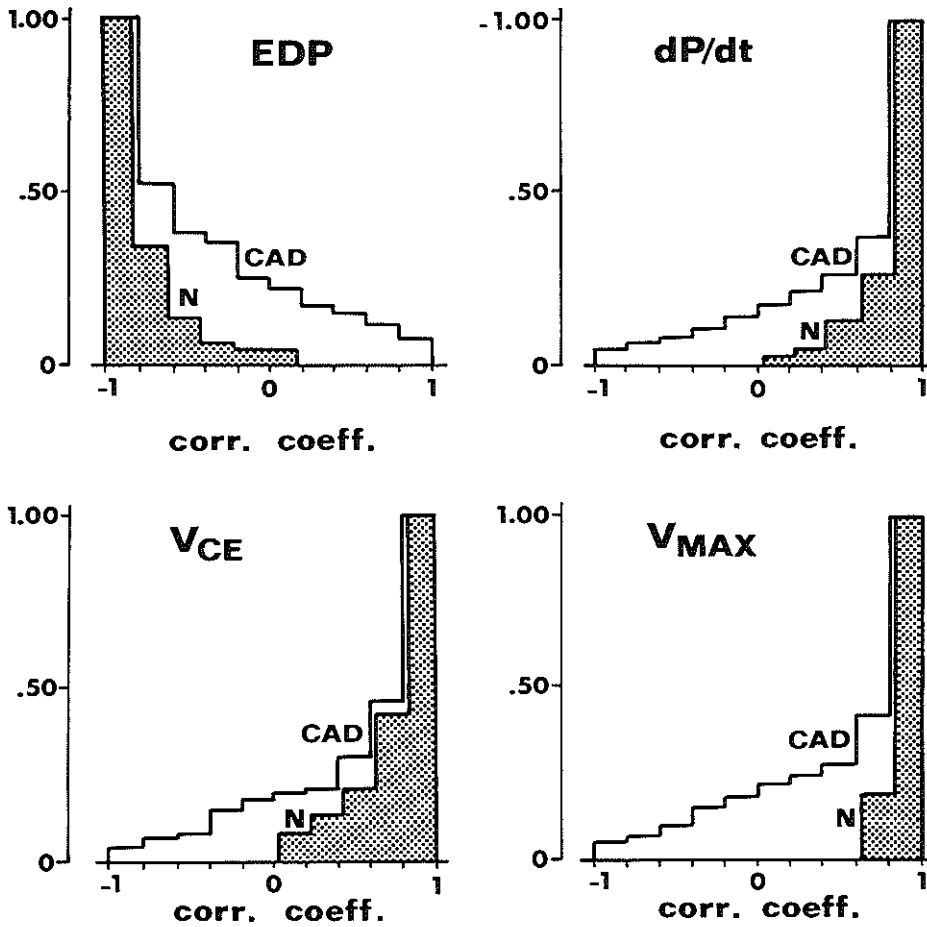 1.00
EDP
.50
CAD
N
0
-1 0 1
corr. coeff.
-1.00
dP/dt
.50
CAD
N
0
-1 0 1
corr. coeff.
1.00
VCE
.50
CAD
N
0
-1 0 1
corr. coeff.
1.00
VMAX
.50
CAD
N
0
-1 0 1
corr. coeff.